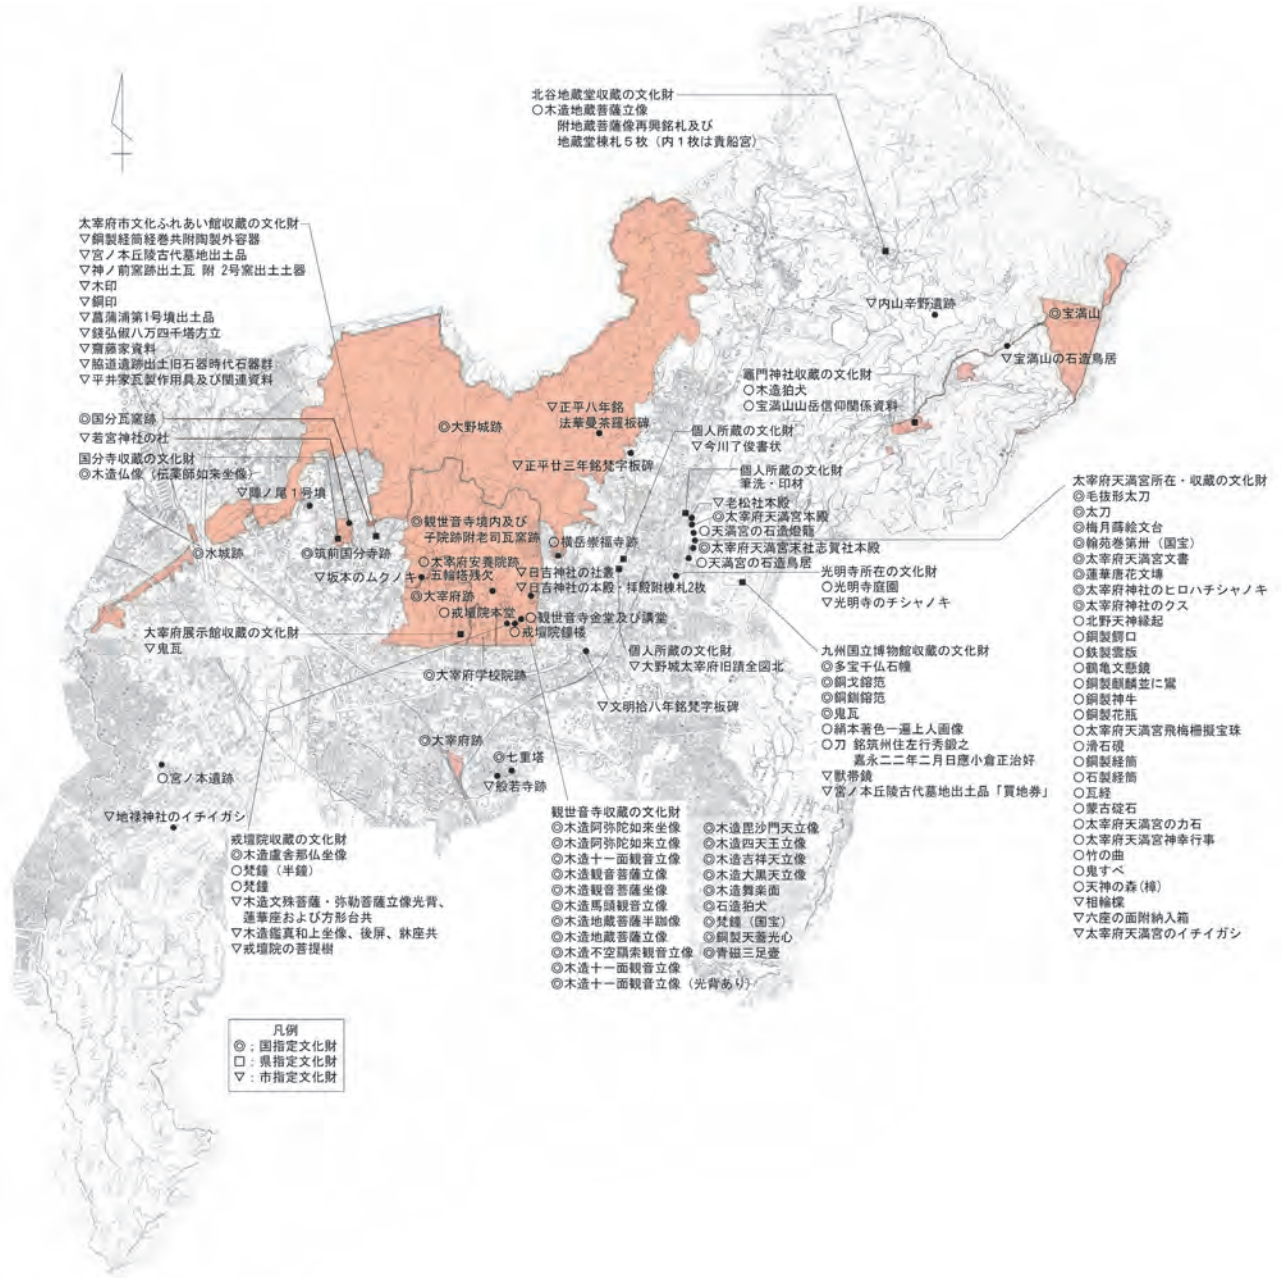 北谷地蔵堂収蔵の文化財
○木造地蔵菩薩立像
附地蔵菩薩像再興銘札及び
地蔵堂棟札5枚（内1枚は貴船宮）
太宰府市文化ふれあい館収蔵の文化財
▽銅製経筒経巻共附陶製外容器
▽宮ノ本丘陵古代墓地出土品
▽神ノ前窯跡出土瓦 附 2号窯出土土器
▽木印
▽銅印
▽菖蒲浦第1号墳出土品
▽銭弘俶八万四千塔方立
▽齋藤家資料
▽脇道遺跡出土旧石器時代石器群
▽平井家瓦製作用具及び関連資料
◎国分瓦窯跡
▽若宮神社の杜
国分寺収蔵の文化財
◎木造仏像（伝薬師如来坐像）
▽陣ノ尾1号墳
◎水城跡
◎筑前国分寺跡
▽坂本のムクノキ
大宰府展示館収蔵の文化財
▽鬼瓦
◎大野城跡
▽正平八年銘
法華曼荼羅板碑
▽正平廿三年銘梵字板碑
◎観世音寺境内及び
子院跡附老司瓦窯跡
○太宰府安養院跡
五輪塔残欠
◎大宰府跡
○戒壇院本堂
○観世音寺金堂及び講堂
○戒壇院鐘楼
◎大宰府学校院跡
○横岳崇福寺跡
▽日吉神社の社叢
▽日吉神社の本殿・拝殿附棟札2枚
個人所蔵の文化財
▽大野城太宰府旧蹟全図北
▽文明拾八年銘梵字板碑
▽内山辛野遺跡
◎宝満山
▽宝満山の石造鳥居
竈門神社収蔵の文化財
○木造狛犬
○宝満山山岳信仰関係資料
個人所蔵の文化財
▽今川了俊書状
個人所蔵の文化財
筆洗・印材
▽老松社本殿
◎太宰府天満宮本殿
○天満宮の石造燈籠
◎太宰府天満宮末社志賀社本殿
○天満宮の石造鳥居
光明寺所在の文化財
○光明寺庭園
▽光明寺のチシャノキ
九州国立博物館収蔵の文化財
◎多宝千仏石幢
◎銅戈鎔笵
◎銅釧鎔笵
◎鬼瓦
○絹本著色一遍上人画像
○刀 銘筑州住左行秀鍛之
嘉永二二年二月日應小倉正治好
▽獣帯鏡
▽宮ノ本丘陵古代墓地出土品「買地券」
太宰府天満宮所在・収蔵の文化財
◎毛抜形太刀
◎太刀
◎梅月蒔絵文台
◎翰苑巻第卅（国宝）
◎太宰府天満宮文書
◎蓮華唐花文塼
◎太宰府神社のヒロハチシャノキ
◎太宰府神社のクス
○北野天神縁起
○銅製鰐口
○鉄製雲版
○鶴亀文懸鏡
○銅製麒麟並に鷽
○銅製神牛
○銅製花瓶
○太宰府天満宮飛梅柵擬宝珠
○滑石硯
○銅製経筒
○石製経筒
○瓦経
○蒙古碇石
○太宰府天満宮の力石
○太宰府天満宮神幸行事
○竹の曲
○鬼すべ
○天神の森（樟）
▽相輪橖
▽六座の面附納入箱
▽太宰府天満宮のイチイガシ
◎大宰府跡
◎七重塔
▽般若寺跡
○宮ノ本遺跡
▽地禄神社のイチイガシ
戒壇院収蔵の文化財
◎木造盧舎那仏坐像
○梵鐘（半鐘）
○梵鐘
▽木造文殊菩薩・弥勒菩薩立像光背、
蓮華座および方形台共
▽木造鑑真和上坐像、後屏、牀座共
▽戒壇院の菩提樹
観世音寺収蔵の文化財
◎木造阿弥陀如来坐像
◎木造阿弥陀如来立像
◎木造十一面観音立像
◎木造観音菩薩立像
◎木造観音菩薩坐像
◎木造馬頭観音立像
◎木造地蔵菩薩半跏像
◎木造地蔵菩薩立像
◎木造不空羂索観音立像
◎木造十一面観音立像
◎木造十一面観音立像（光背あり）
◎木造毘沙門天立像
◎木造四天王立像
◎木造吉祥天立像
◎木造大黒天立像
◎木造舞楽面
◎石造狛犬
◎梵鐘（国宝）
◎銅製天蓋光心
◎青磁三足壷
凡例
◎：国指定文化財
□：県指定文化財
▽：市指定文化財